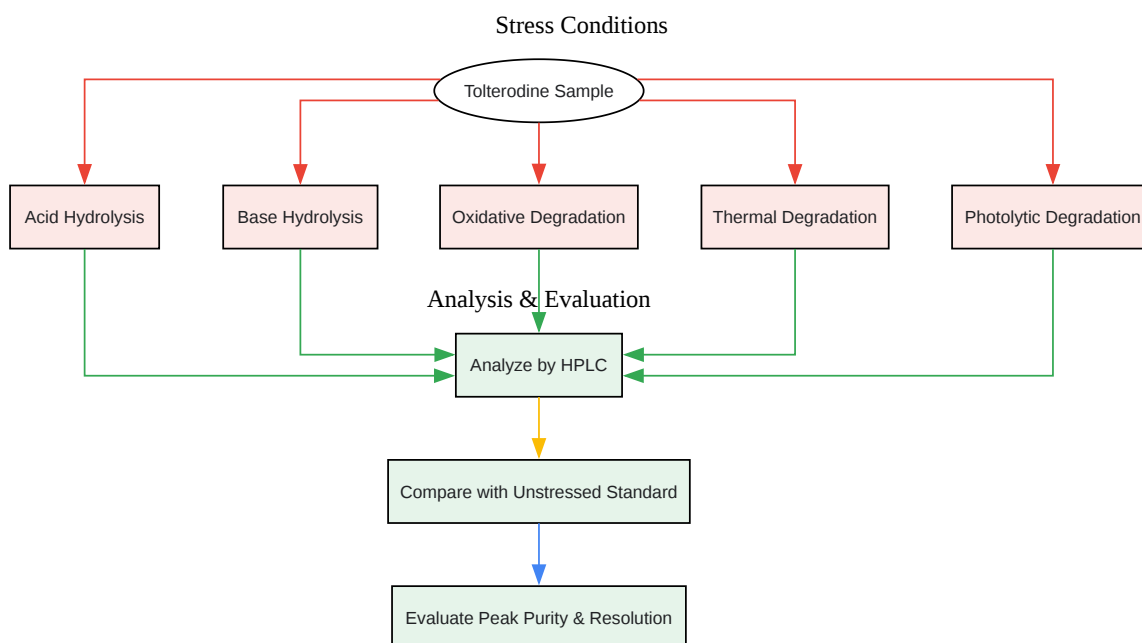 Stress Conditions
Tolterodine Sample
Acid Hydrolysis
Base Hydrolysis
Oxidative Degradation
Thermal Degradation
Photolytic Degradation
Analysis & Evaluation
Analyze by HPLC
Compare with Unstressed Standard
Evaluate Peak Purity & Resolution